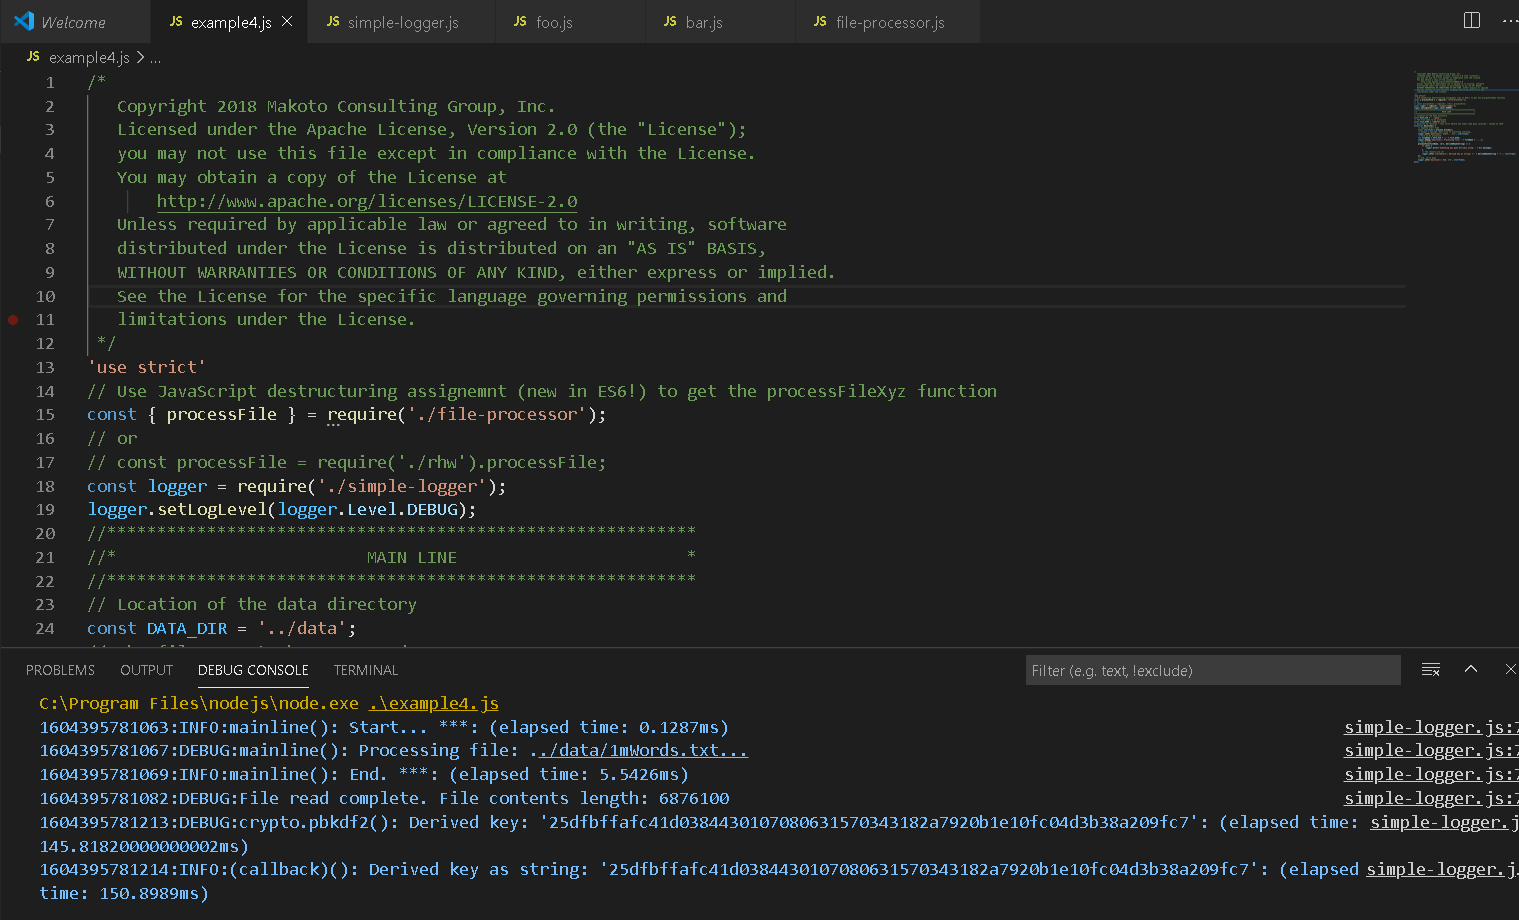 Welcome
JS example4.js
JS simple-logger.js
JS foo.js
JS bar.js
JS file-processor.js
JS example4.js > ...
1 /*
2 Copyright 2018 Makoto Consulting Group, Inc.
3 Licensed under the Apache License, Version 2.0 (the "License");
4 you may not use this file except in compliance with the License.
5 You may obtain a copy of the License at
6 http://www.apache.org/licenses/LICENSE-2.0
7 Unless required by applicable law or agreed to in writing, software
8 distributed under the License is distributed on an "AS IS" BASIS,
9 WITHOUT WARRANTIES OR CONDITIONS OF ANY KIND, either express or implied.
10 See the License for the specific language governing permissions and
11 limitations under the License.
12 */
13 'use strict'
14 // Use JavaScript destructuring assignemnt (new in ES6!) to get the processFileXyz function
15 const { processFile } = require('./file-processor');
16 // or
17 // const processFile = require('./rhw').processFile;
18 const logger = require('./simple-logger');
19 logger.setLogLevel(logger.Level.DEBUG);
20 //***********************************************************
21 //* MAIN LINE *
22 //***********************************************************
23 // Location of the data directory
24 const DATA_DIR = '../data';
PROBLEMS OUTPUT DEBUG CONSOLE TERMINAL
Filter (e.g. text, !exclude)
C:\Program Files\nodejs\node.exe .\example4.js
1604395781063:INFO:mainline(): Start... ***: (elapsed time: 0.1287ms) simple-logger.js:7
1604395781067:DEBUG:mainline(): Processing file: ../data/1mWords.txt... simple-logger.js:7
1604395781069:INFO:mainline(): End. ***: (elapsed time: 5.5426ms) simple-logger.js:7
1604395781082:DEBUG:File read complete. File contents length: 6876100 simple-logger.js:7
1604395781213:DEBUG:crypto.pbkdf2(): Derived key: '25dfbffafc41d0384430107080631570343182a7920b1e10fc04d3b38a209fc7': (elapsed time: simple-logger.j
145.81820000000002ms)
1604395781214:INFO:(callback)(): Derived key as string: '25dfbffafc41d0384430107080631570343182a7920b1e10fc04d3b38a209fc7': (elapsed simple-logger.j
time: 150.8989ms)